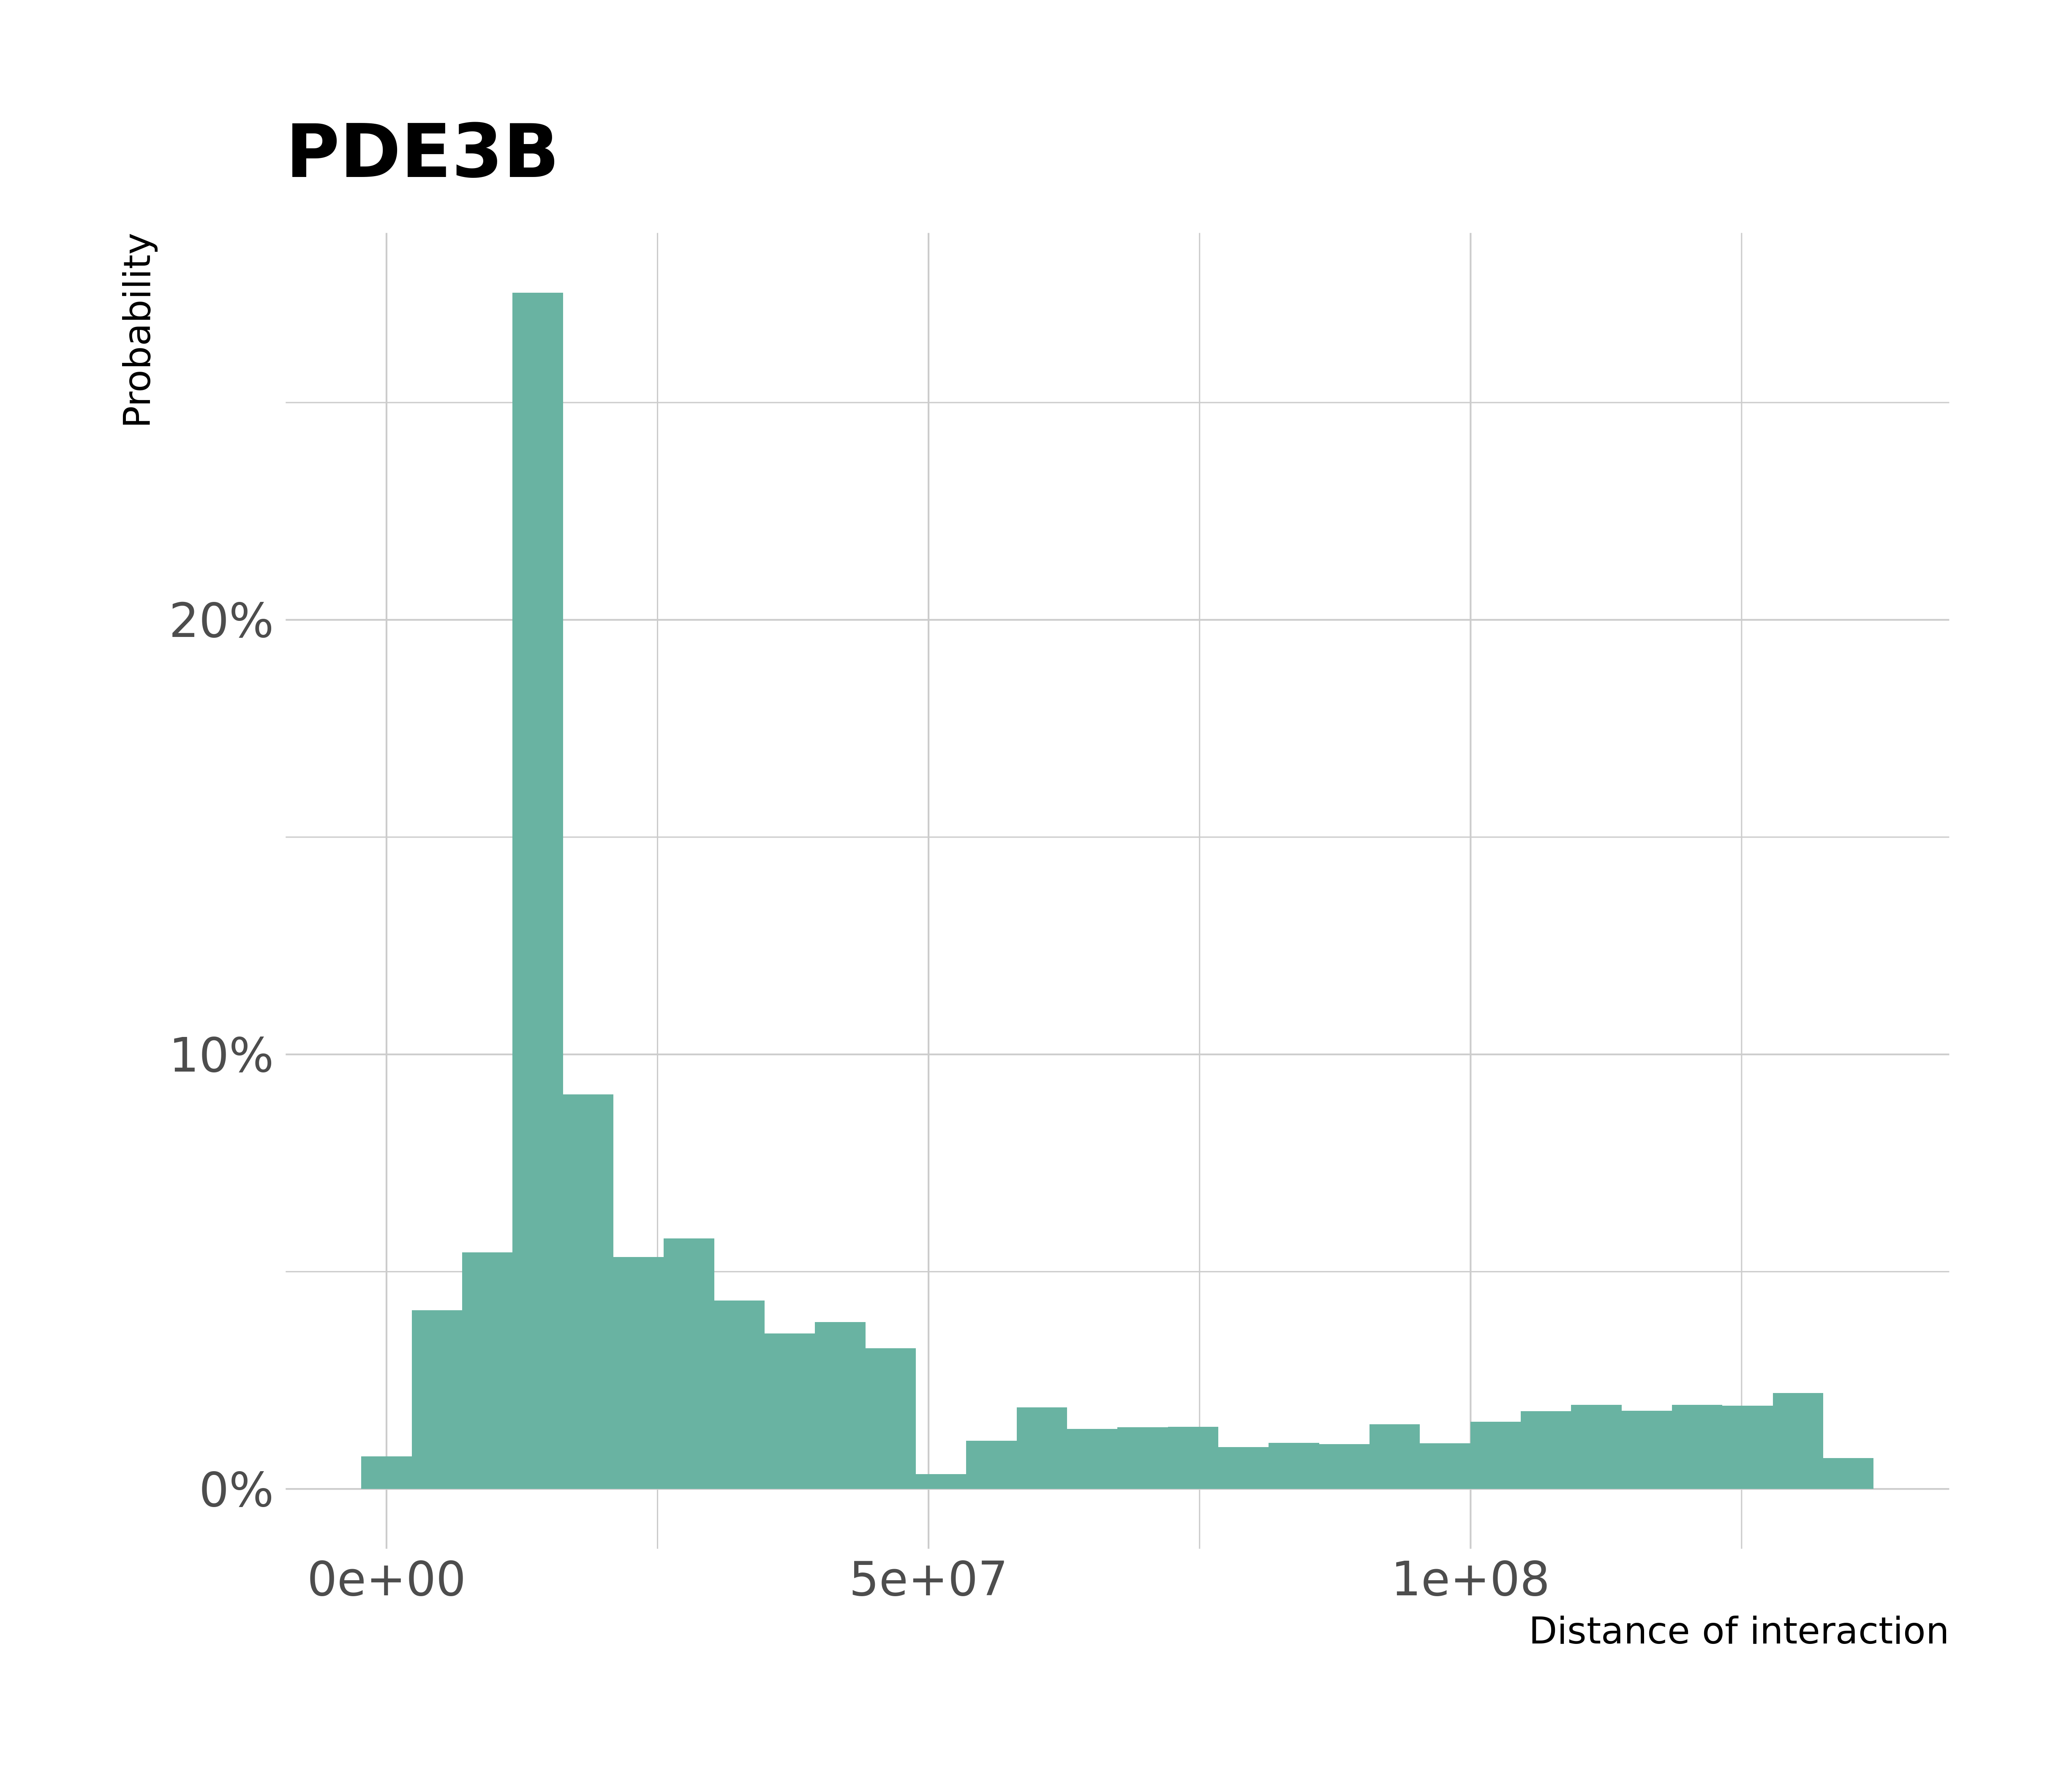 PDE3B
Probability
20%
10%
0%
0e+00 5e+07 1e+08
Distance of interaction